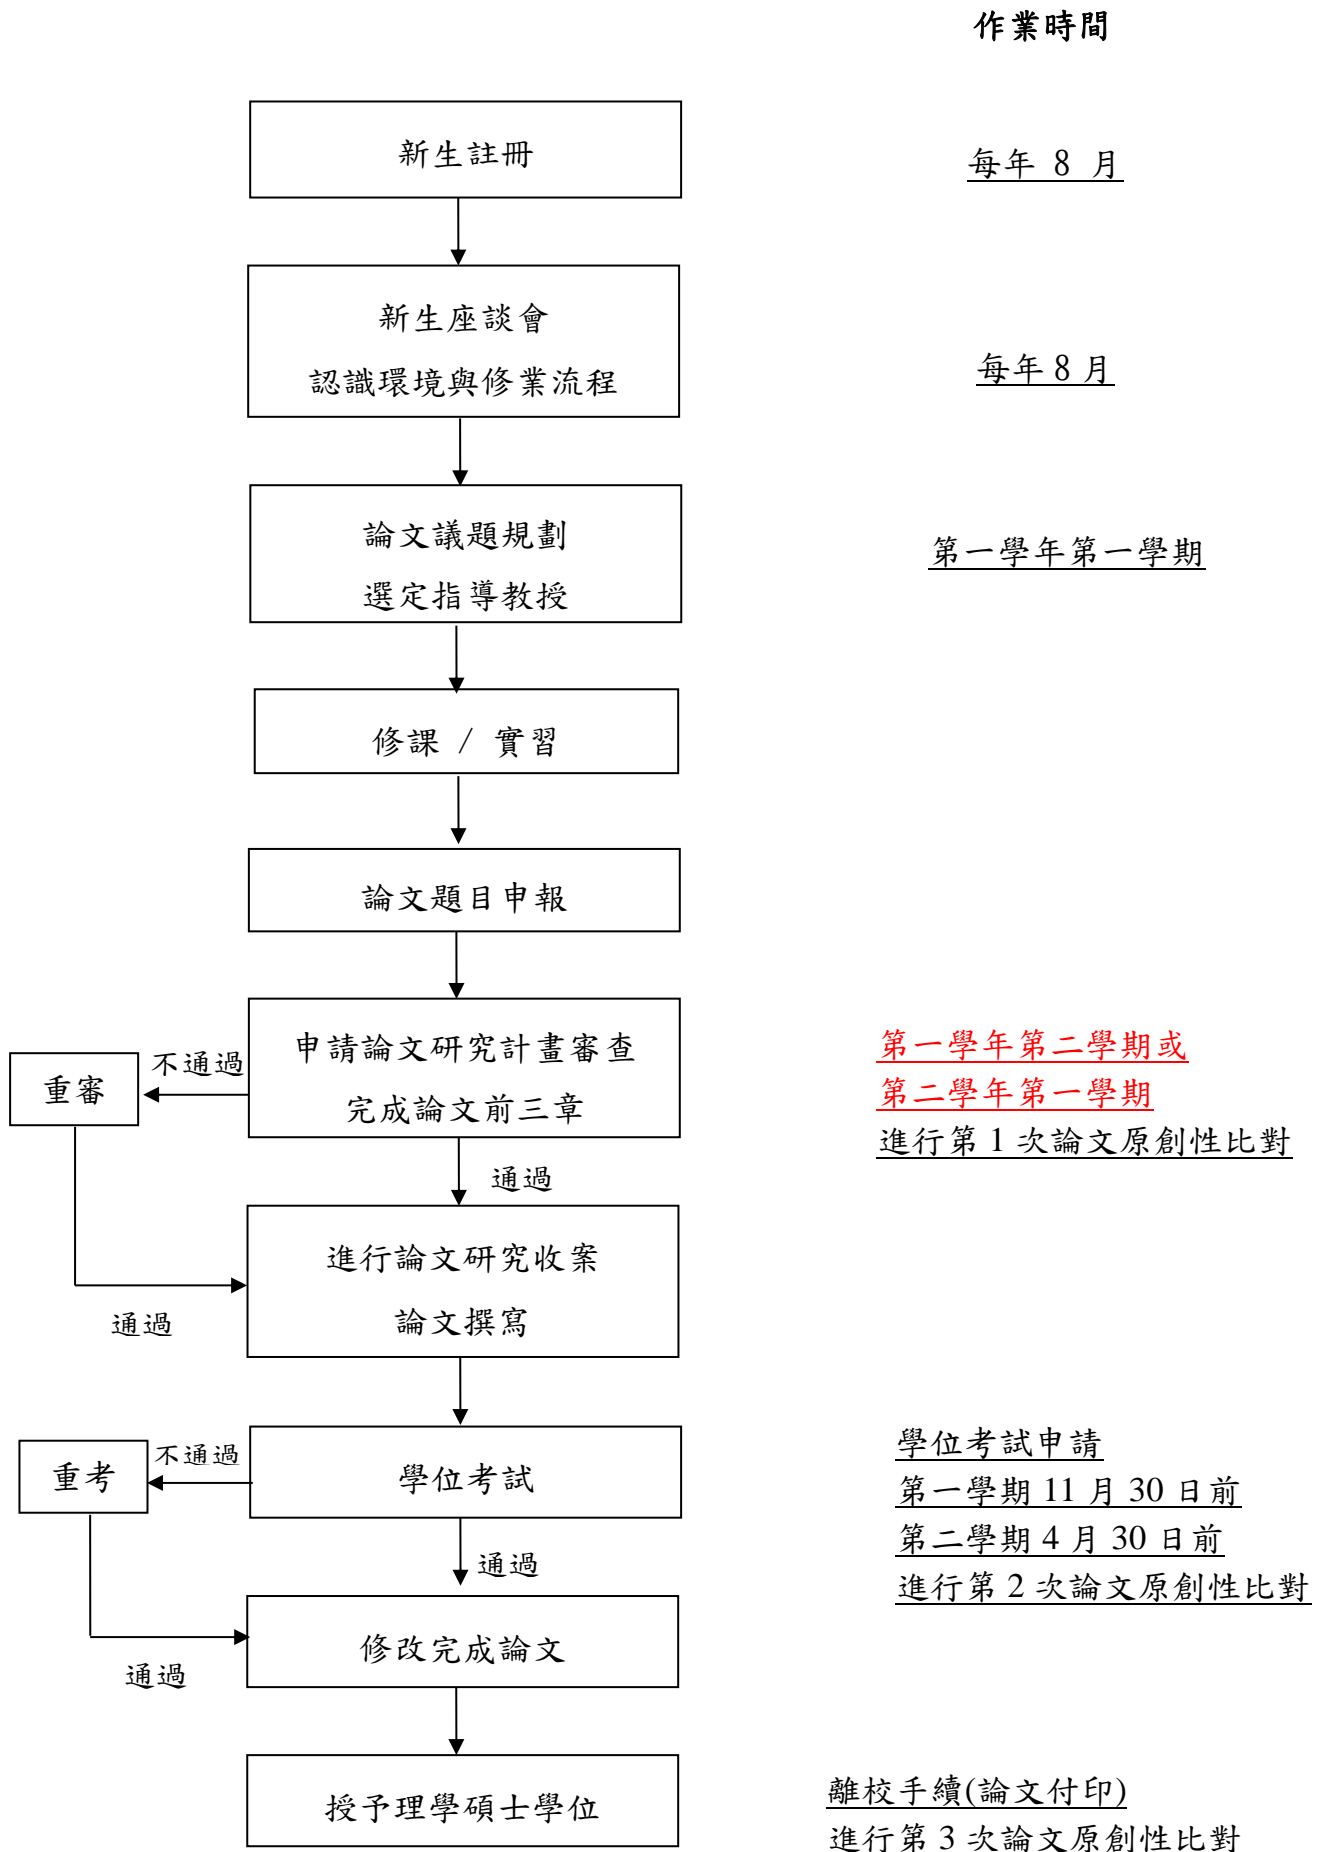 作業時間
新生註冊
每年 8 月
新生座談會
認識環境與修業流程
每年 8 月
論文議題規劃
選定指導教授
第一學年第一學期
修課 / 實習
論文題目申報
申請論文研究計畫審查
完成論文前三章
不通過
重審
第一學年第二學期或
第二學年第一學期
進行第 1 次論文原創性比對
通過
進行論文研究收案
論文撰寫
通過
學位考試
不通過
重考
學位考試申請
第一學期 11 月 30 日前
第二學期 4 月 30 日前
進行第 2 次論文原創性比對
通過
修改完成論文
通過
授予理學碩士學位
離校手續(論文付印)
進行第 3 次論文原創性比對